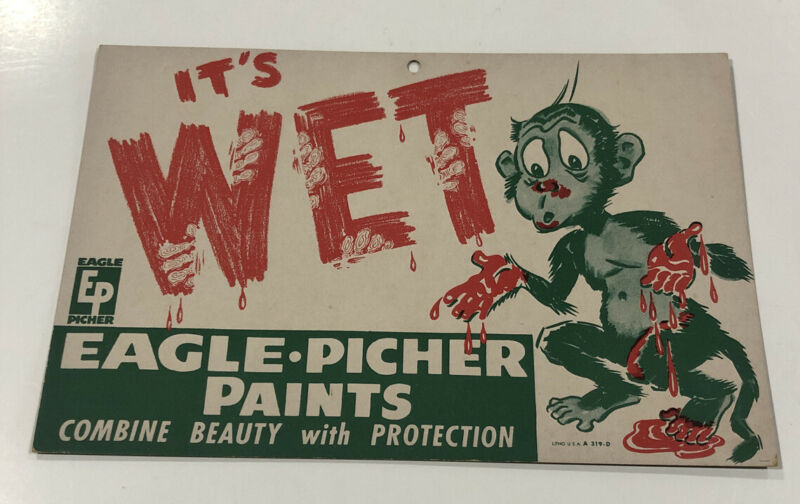 IT'S
WET
EAGLE
EP
PICHER
EAGLE·PICHER
PAINTS
COMBINE BEAUTY with PROTECTION
LITHO U.S.A. A 319-D